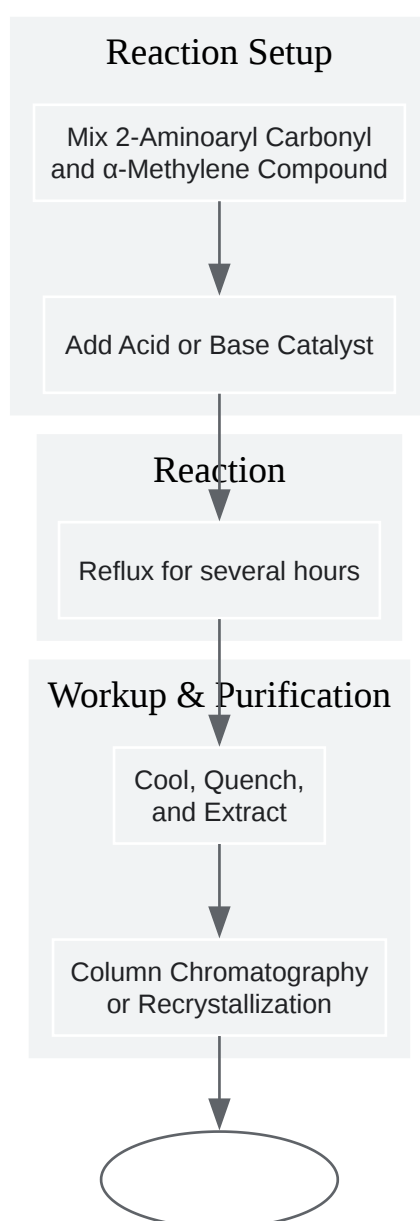 Reaction Setup
Mix 2-Aminoaryl Carbonyl
and α-Methylene Compound
Add Acid or Base Catalyst
Reaction
Reflux for several hours
Workup & Purification
Cool, Quench,
and Extract
Column Chromatography
or Recrystallization